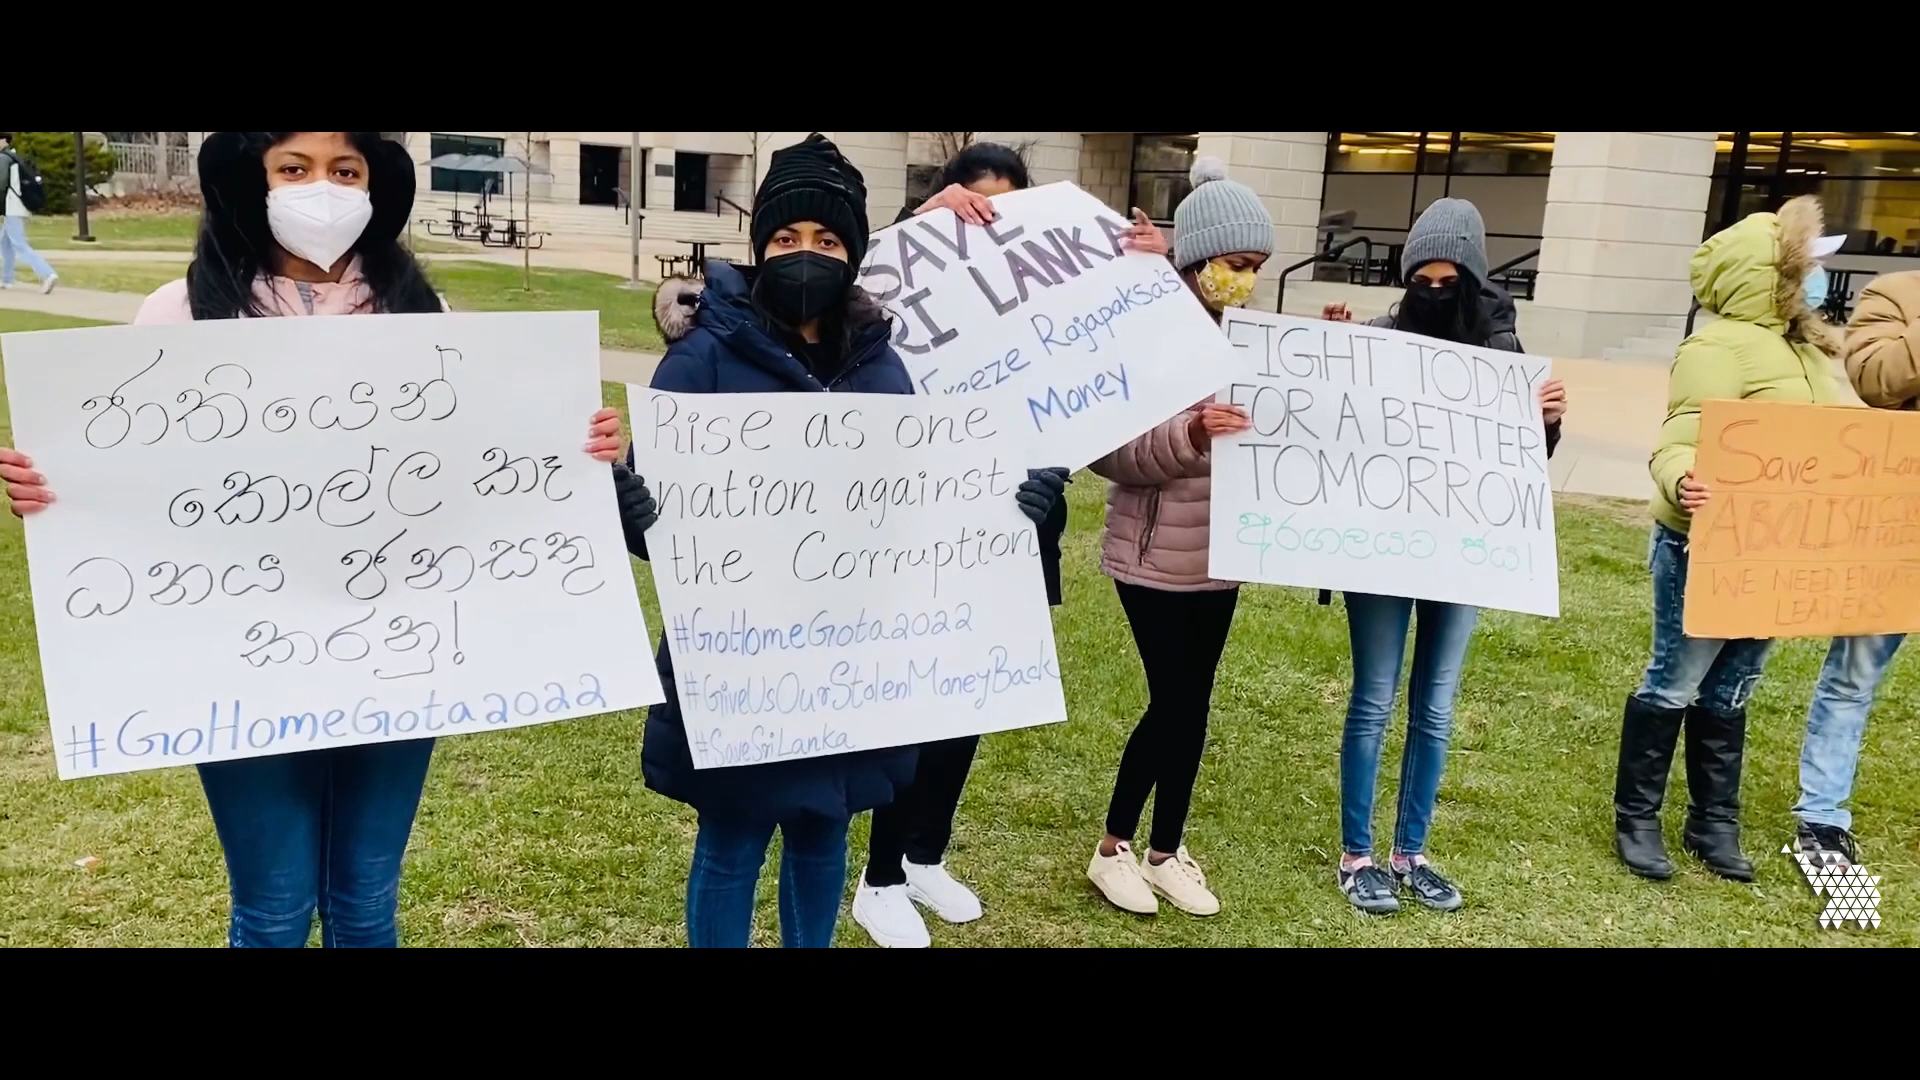 ජාතියෙන්
කොල්ල කෑ
ධනය ජනසතු
කරනු!
#GoHomeGota2022
Rise as one
nation against
the Corruption
#GoHomeGota2022
#GiveUsOurStolenMoneyBack
#SaveSriLanka
SAVE
SRI LANKA
Freeze Rajapaksa's
Money
FIGHT TODAY
FOR A BETTER
TOMORROW
අරගලයට ජය!
Save Sri Lan
ABOLISH
WE NEED
LEADERS